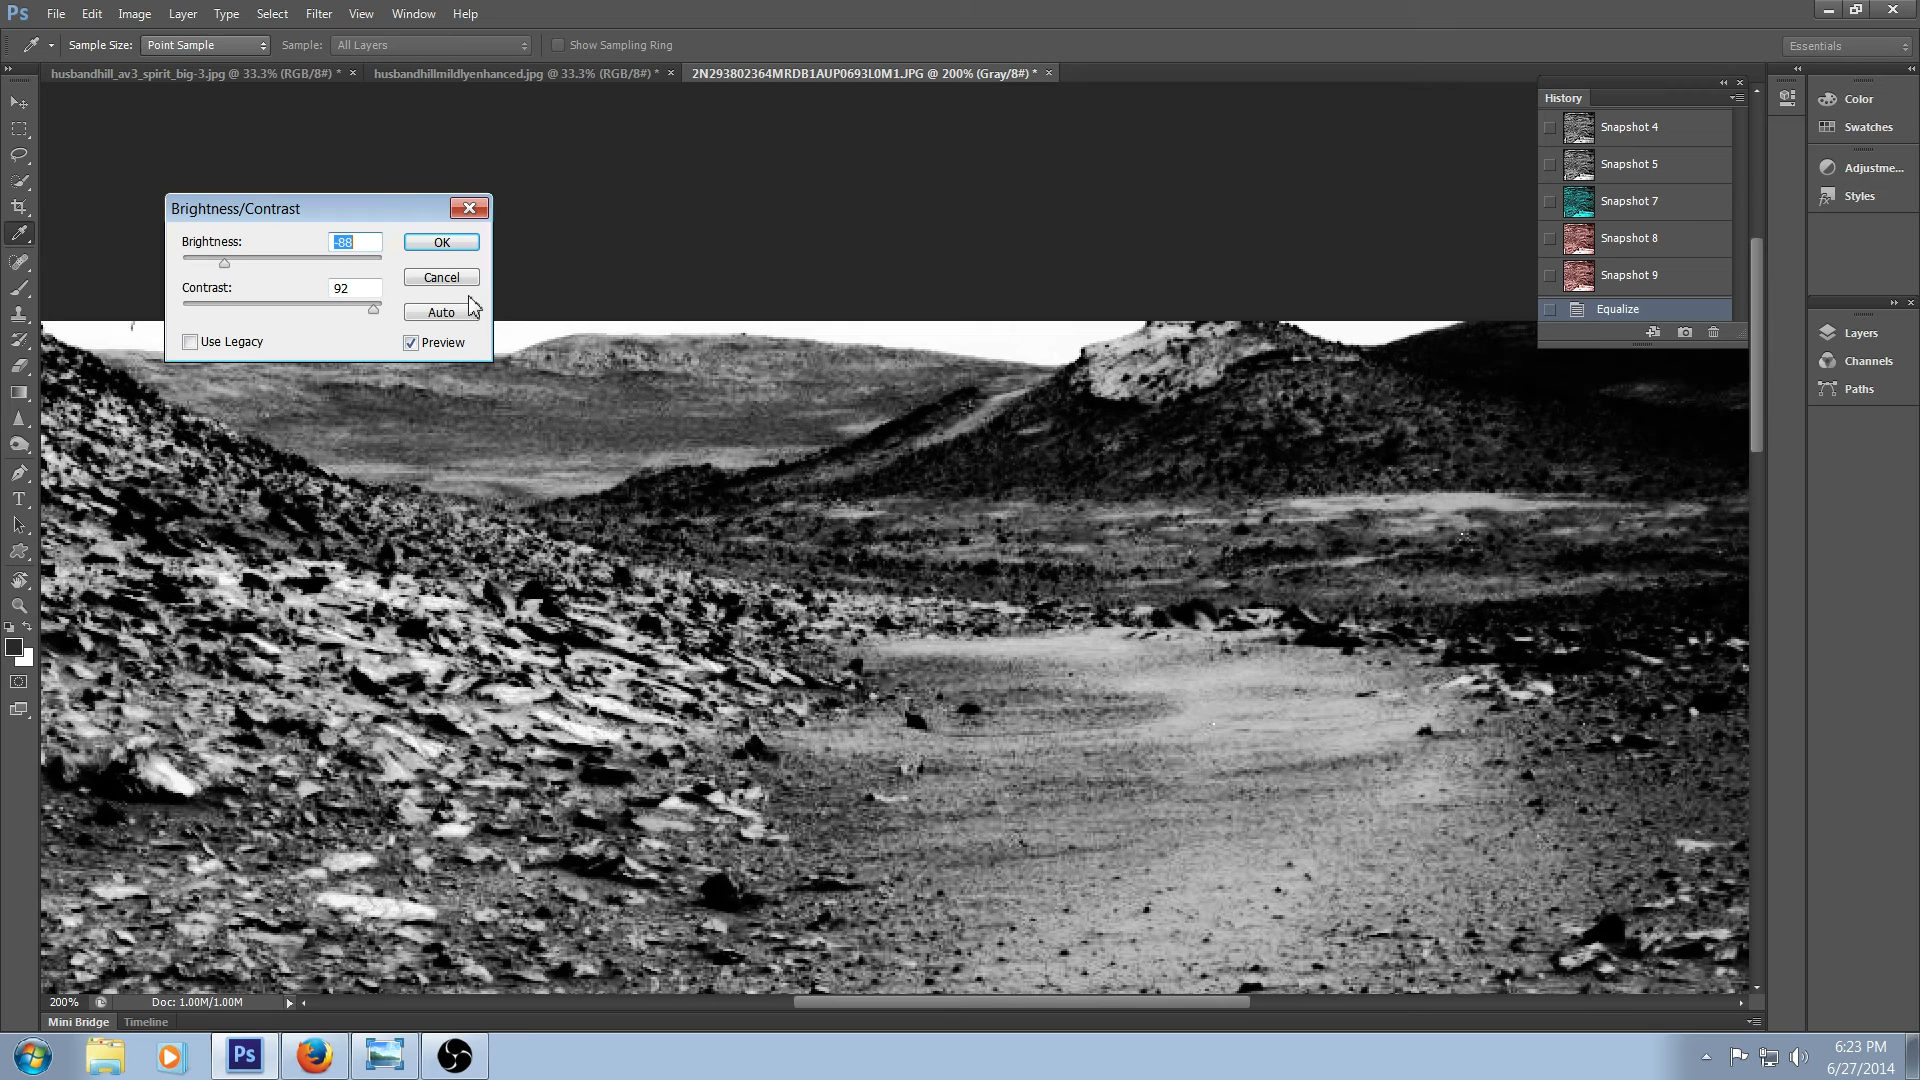 Ps File Edit Image Layer Type Select Filter View Window Help
Sample Size: Point Sample Sample: All Layers Show Sampling Ring Essentials
husbandhill_av3_spirit_big-3.jpg @ 33.3% (RGB/8#) * husbandhillmildlyenhanced.jpg @ 33.3% (RGB/8#) * 2N293802364MRDB1AUP0693L0M1.JPG @ 200% (Gray/8#) *
History
Snapshot 4
Snapshot 5
Snapshot 7
Snapshot 8
Snapshot 9
Equalize
Color
Swatches
Adjustme...
Styles
Layers
Channels
Paths
Brightness/Contrast
Brightness: -88 OK
Cancel
Contrast: 92
Auto
Use Legacy Preview
T
200% Doc: 1.00M/1.00M
Mini Bridge Timeline
Ps
6:23 PM
6/27/2014